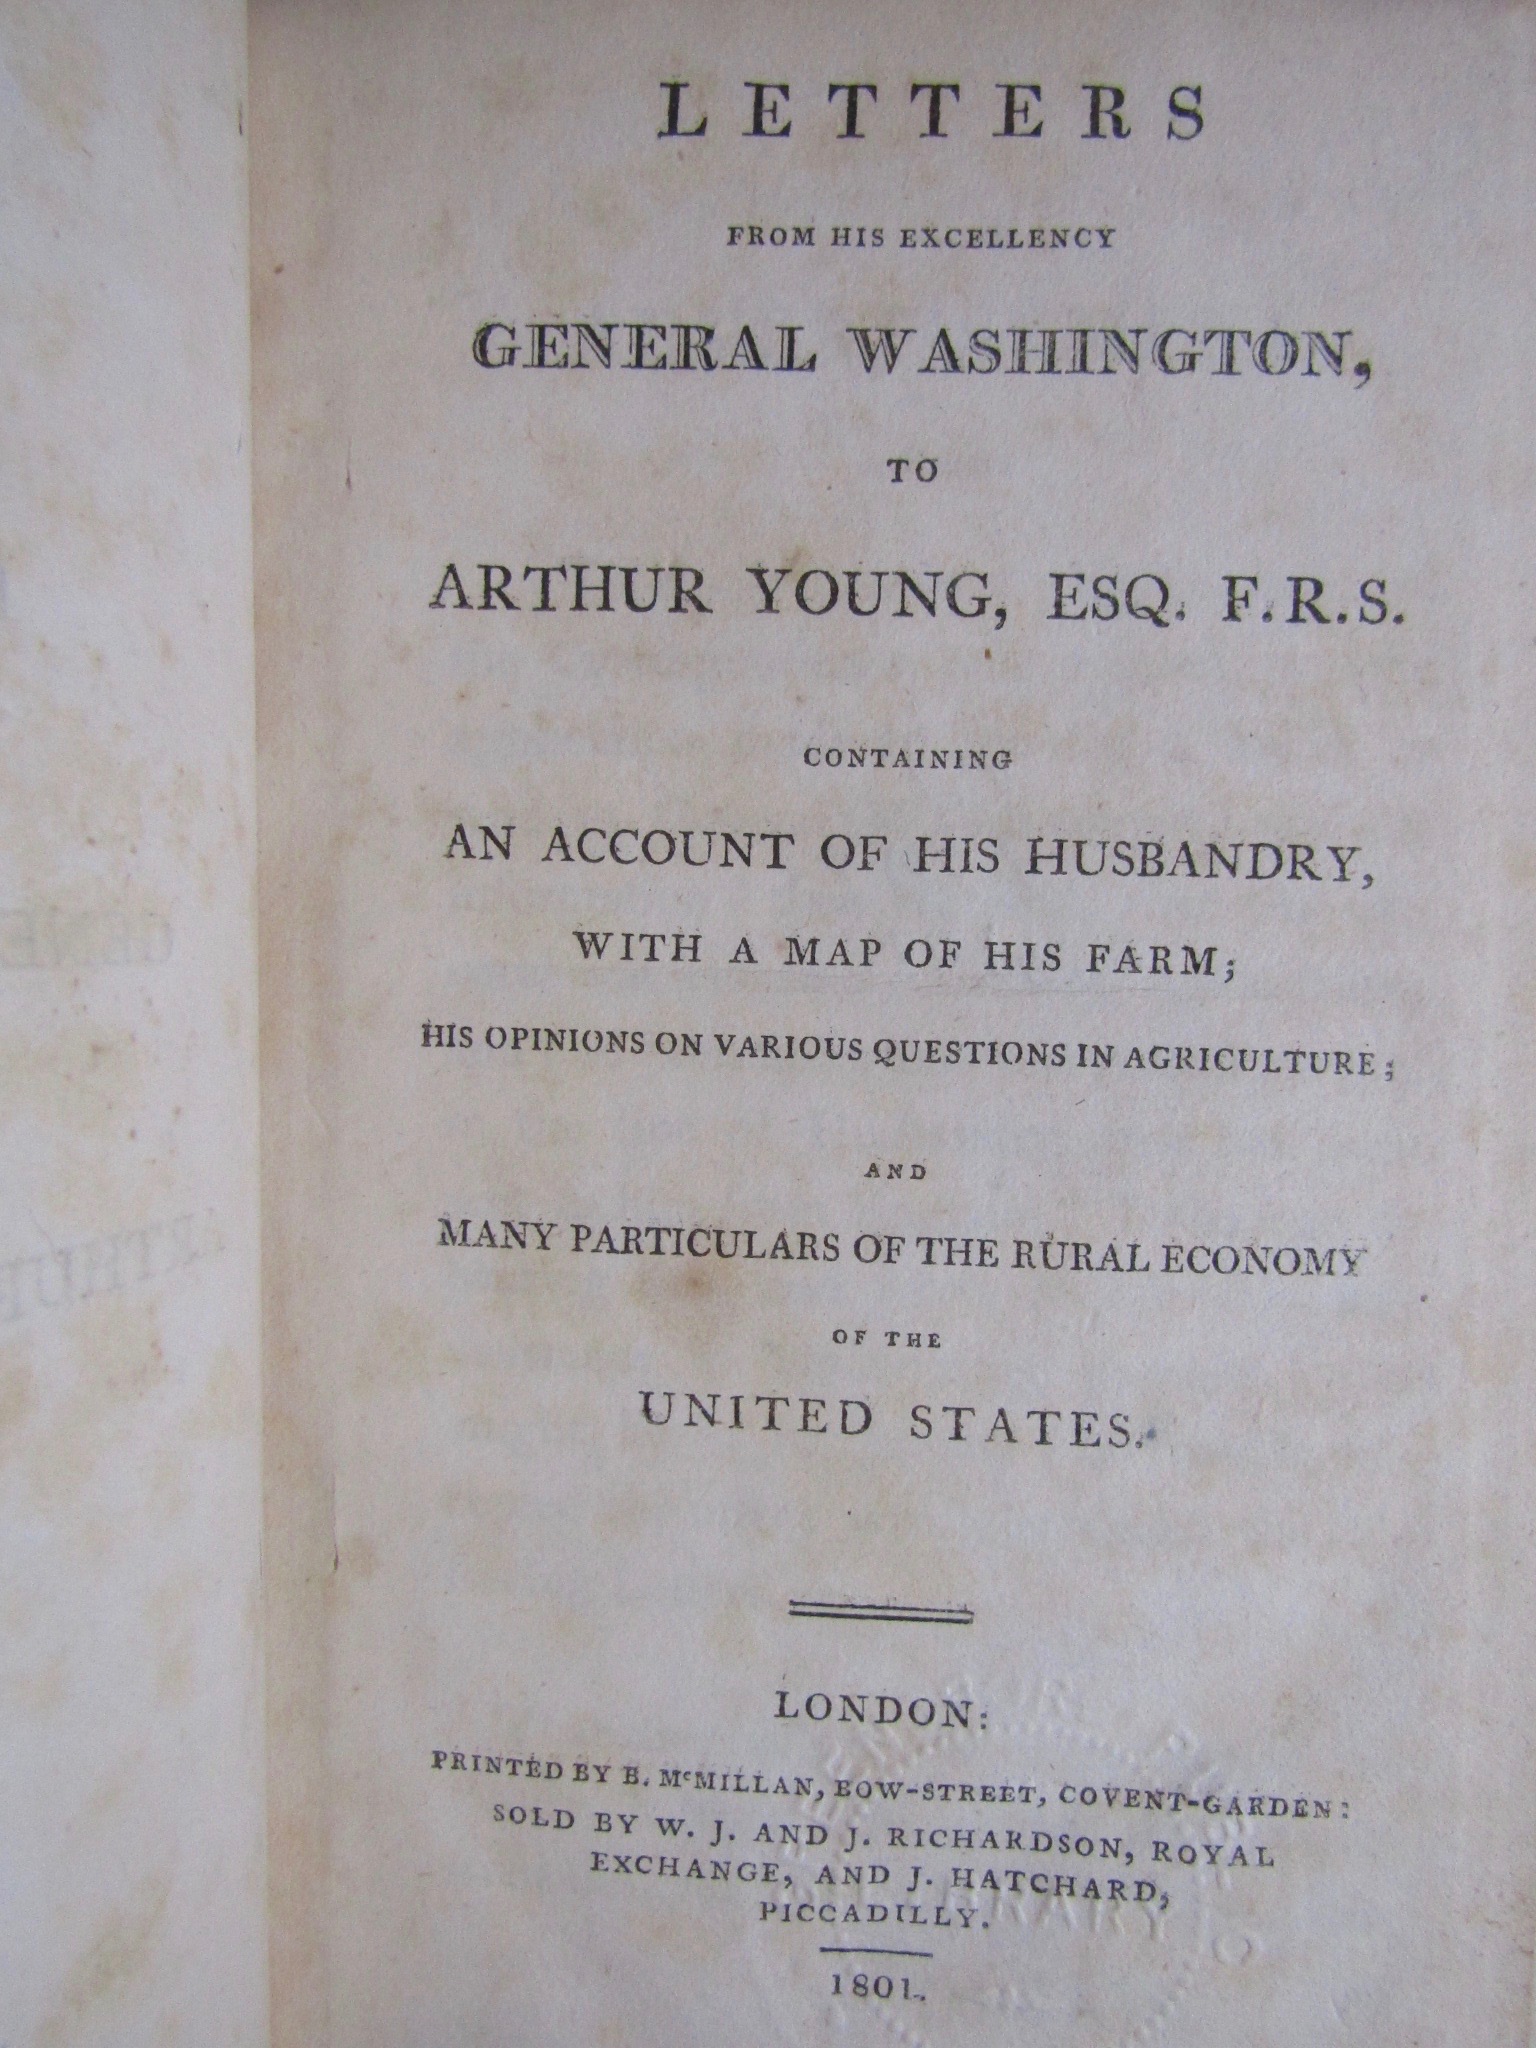 LETTERS
FROM HIS EXCELLENCY
GENERAL WASHINGTON,
TO
ARTHUR YOUNG, ESQ. F.R.S.
CONTAINING
AN ACCOUNT OF HIS HUSBANDRY,
WITH A MAP OF HIS FARM;
HIS OPINIONS ON VARIOUS QUESTIONS IN AGRICULTURE;
AND
MANY PARTICULARS OF THE RURAL ECONOMY
OF THE
UNITED STATES.
LONDON:
PRINTED BY B. McMILLAN, BOW-STREET, COVENT-GARDEN:
SOLD BY W. J. AND J. RICHARDSON, ROYAL
EXCHANGE, AND J. HATCHARD,
PICCADILLY.
1801.